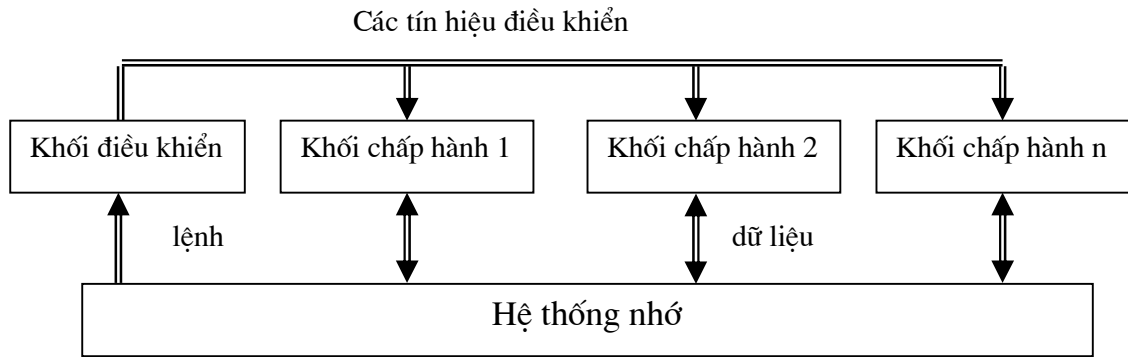 Các tín hiệu điều khiển
Khối điều khiển
Khối chấp hành 1
Khối chấp hành 2
Khối chấp hành n
lệnh
dữ liệu
Hệ thống nhớ